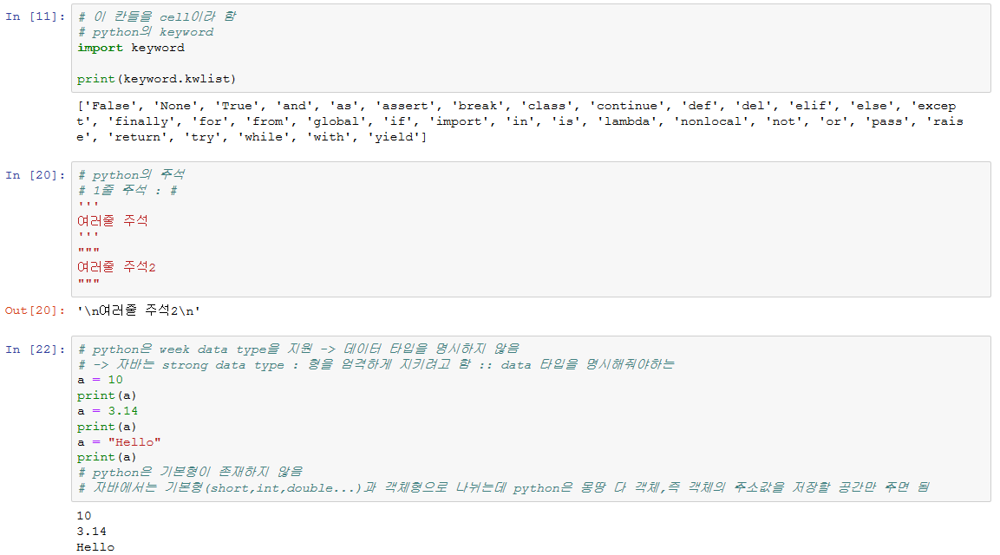 In [11]: # 이 칸들을 cell이라 함
# python의 keyword
import keyword
print(keyword.kwlist)
['False', 'None', 'True', 'and', 'as', 'assert', 'break', 'class', 'continue', 'def', 'del', 'elif', 'else', 'excep
t', 'finally', 'for', 'from', 'global', 'if', 'import', 'in', 'is', 'lambda', 'nonlocal', 'not', 'or', 'pass', 'rais
e', 'return', 'try', 'while', 'with', 'yield']
In [20]: # python의 주석
# 1줄 주석 : #
'''
여러줄 주석
'''
"""
여러줄 주석2
"""
Out[20]: '\n여러줄 주석2\n'
In [22]: # python은 week data type을 지원 -> 데이터 타입을 명시하지 않음
# -> 자바는 strong data type : 형을 엄격하게 지키려고 함 :: data 타입을 명시해줘야하는
a = 10
print(a)
a = 3.14
print(a)
a = "Hello"
print(a)
# python은 기본형이 존재하지 않음
# 자바에서는 기본형(short,int,double...)과 객체형으로 나뉘는데 python은 몽땅 다 객체,즉 객체의 주소값을 저장할 공간만 주면 됨
10
3.14
Hello